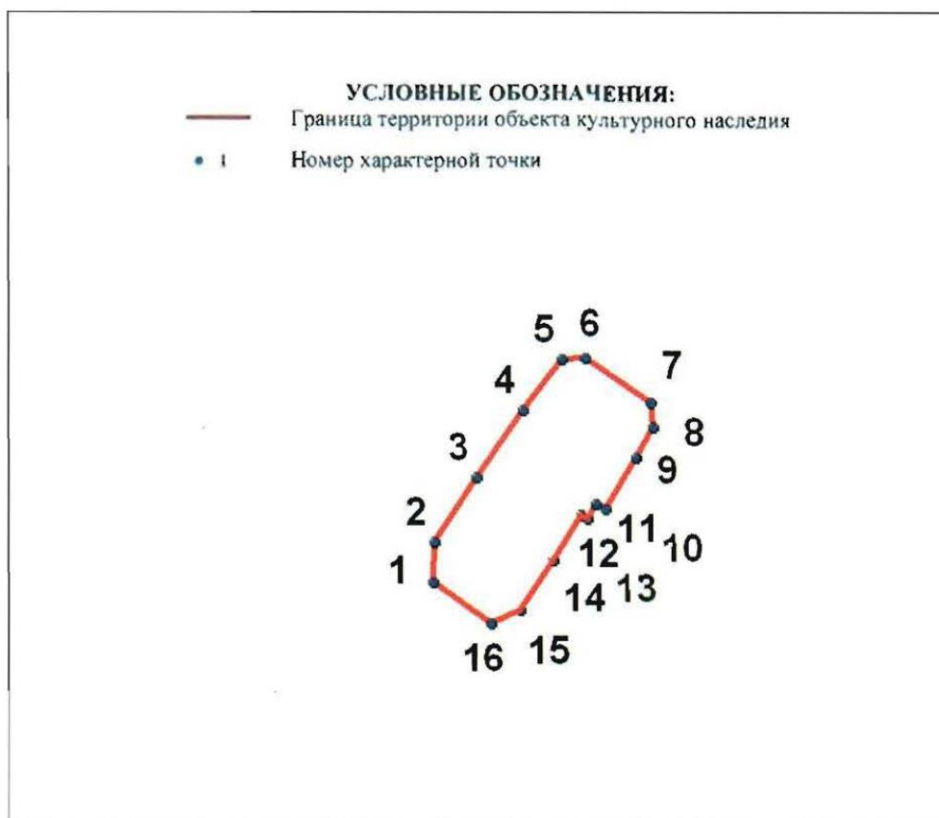 УСЛОВНЫЕ ОБОЗНАЧЕНИЯ:
Граница территории объекта культурного наследия
1 Номер характерной точки
5 6
4 7
3 8
9
2 11 10
1 12 13
14
16 15